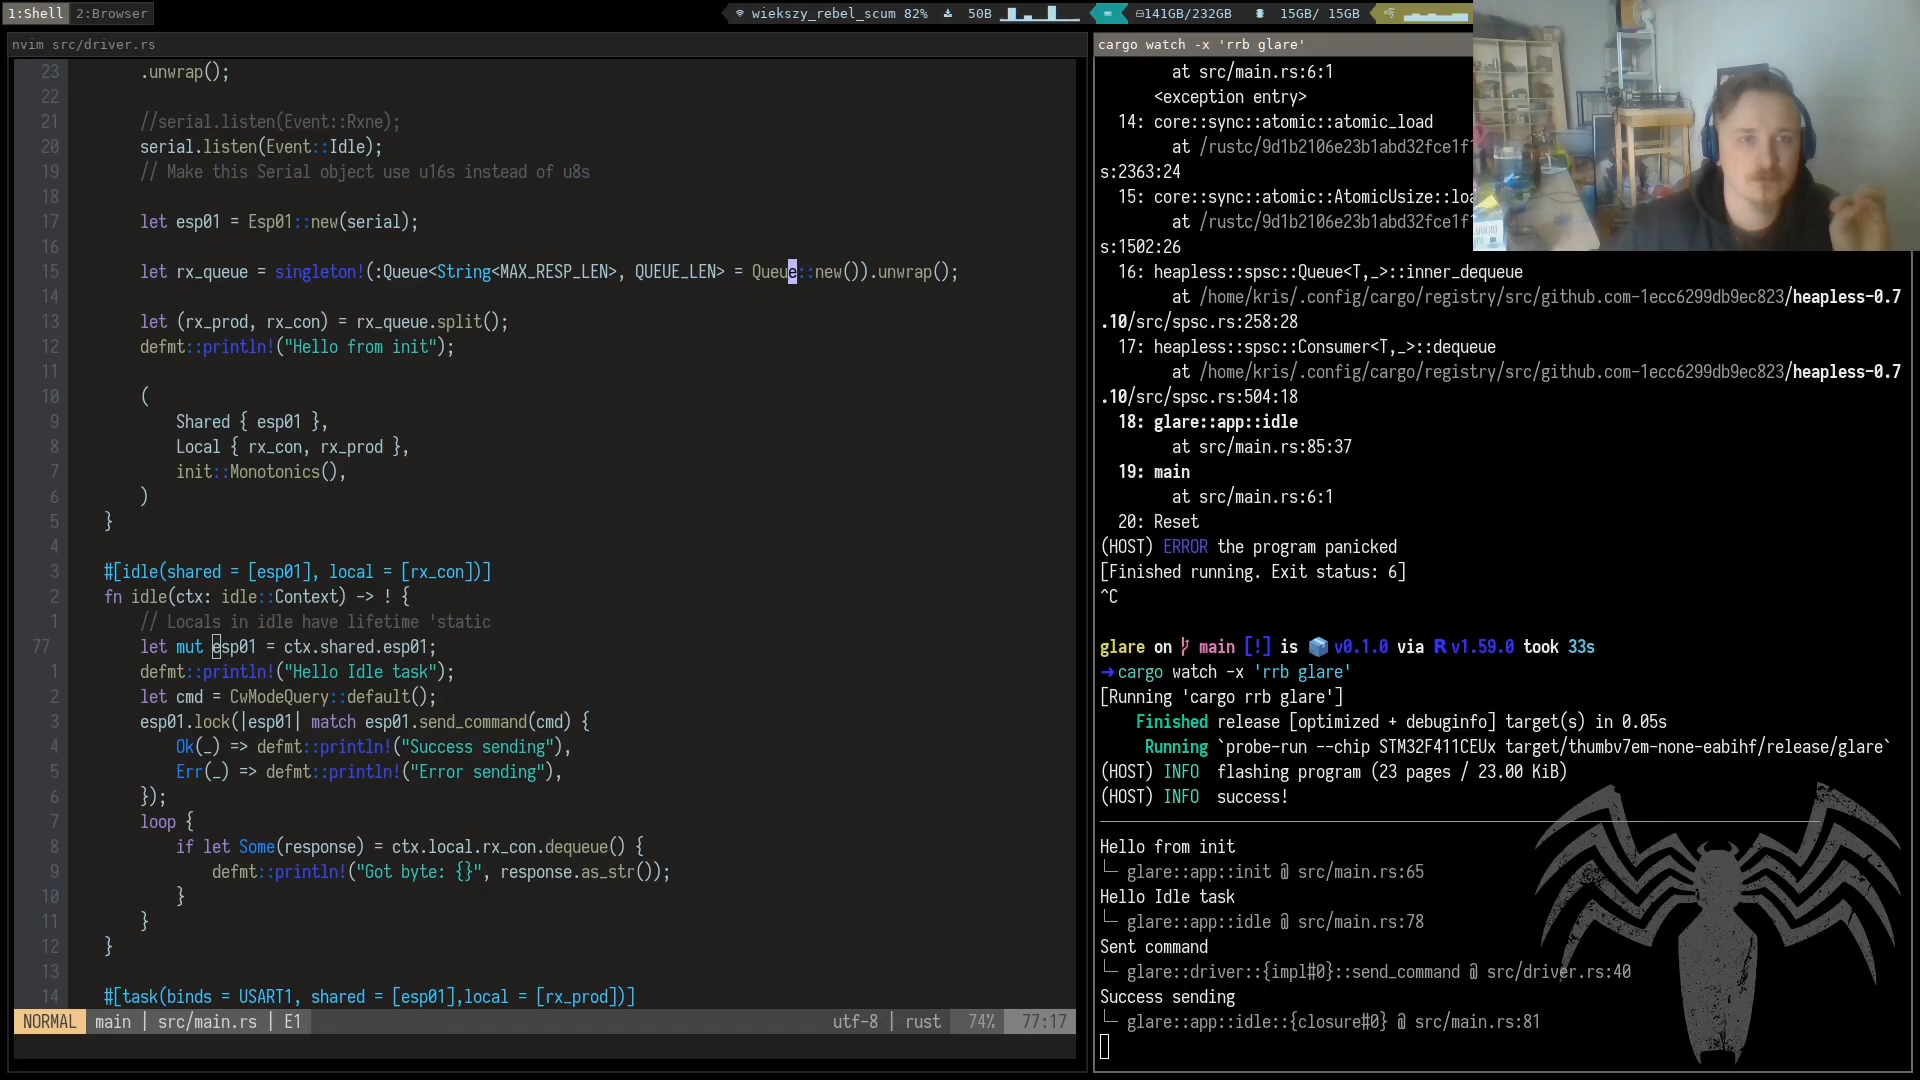 1:Shell 2:Browser
wiekszy_rebel_scum 82% 50B 141GB/232GB 15GB/ 15GB
nvim src/driver.rs
23 .unwrap();
22
21 //serial.listen(Event::Rxne);
20 serial.listen(Event::Idle);
19 // Make this Serial object use u16s instead of u8s
18
17 let esp01 = Esp01::new(serial);
16
15 let rx_queue = singleton!(:Queue<String<MAX_RESP_LEN>, QUEUE_LEN> = Queue::new()).unwrap();
14
13 let (rx_prod, rx_con) = rx_queue.split();
12 defmt::println!("Hello from init");
11
10 (
9 Shared { esp01 },
8 Local { rx_con, rx_prod },
7 init::Monotonics(),
6 )
5 }
4
3 #[idle(shared = [esp01], local = [rx_con])]
2 fn idle(ctx: idle::Context) -> ! {
1 // Locals in idle have lifetime 'static
77 let mut esp01 = ctx.shared.esp01;
1 defmt::println!("Hello Idle task");
2 let cmd = CwModeQuery::default();
3 esp01.lock(|esp01| match esp01.send_command(cmd) {
4 Ok(_) => defmt::println!("Success sending"),
5 Err(_) => defmt::println!("Error sending"),
6 });
7 loop {
8 if let Some(response) = ctx.local.rx_con.dequeue() {
9 defmt::println!("Got byte: {}", response.as_str());
10 }
11 }
12 }
13
14 #[task(binds = USART1, shared = [esp01],local = [rx_prod])]
NORMAL main | src/main.rs | E1 utf-8 | rust 74% 77:17
cargo watch -x 'rrb glare'
at src/main.rs:6:1
<exception entry>
14: core::sync::atomic::atomic_load
at /rustc/9d1b2106e23b1abd32fce1f
s:2363:24
15: core::sync::atomic::AtomicUsize::loa
at /rustc/9d1b2106e23b1abd32fce1f
s:1502:26
16: heapless::spsc::Queue<T,_>::inner_dequeue
at /home/kris/.config/cargo/registry/src/github.com-1ecc6299db9ec823/heapless-0.7
.10/src/spsc.rs:258:28
17: heapless::spsc::Consumer<T,_>::dequeue
at /home/kris/.config/cargo/registry/src/github.com-1ecc6299db9ec823/heapless-0.7
.10/src/spsc.rs:504:18
18: glare::app::idle
at src/main.rs:85:37
19: main
at src/main.rs:6:1
20: Reset
(HOST) ERROR the program panicked
[Finished running. Exit status: 6]
^C
glare on main [!] is 📦 v0.1.0 via R v1.59.0 took 33s
➜cargo watch -x 'rrb glare'
[Running 'cargo rrb glare']
Finished release [optimized + debuginfo] target(s) in 0.05s
Running `probe-run --chip STM32F411CEUx target/thumbv7em-none-eabihf/release/glare`
(HOST) INFO flashing program (23 pages / 23.00 KiB)
(HOST) INFO success!
Hello from init
└─ glare::app::init @ src/main.rs:65
Hello Idle task
└─ glare::app::idle @ src/main.rs:78
Sent command
└─ glare::driver::{impl#0}::send_command @ src/driver.rs:40
Success sending
└─ glare::app::idle::{closure#0} @ src/main.rs:81